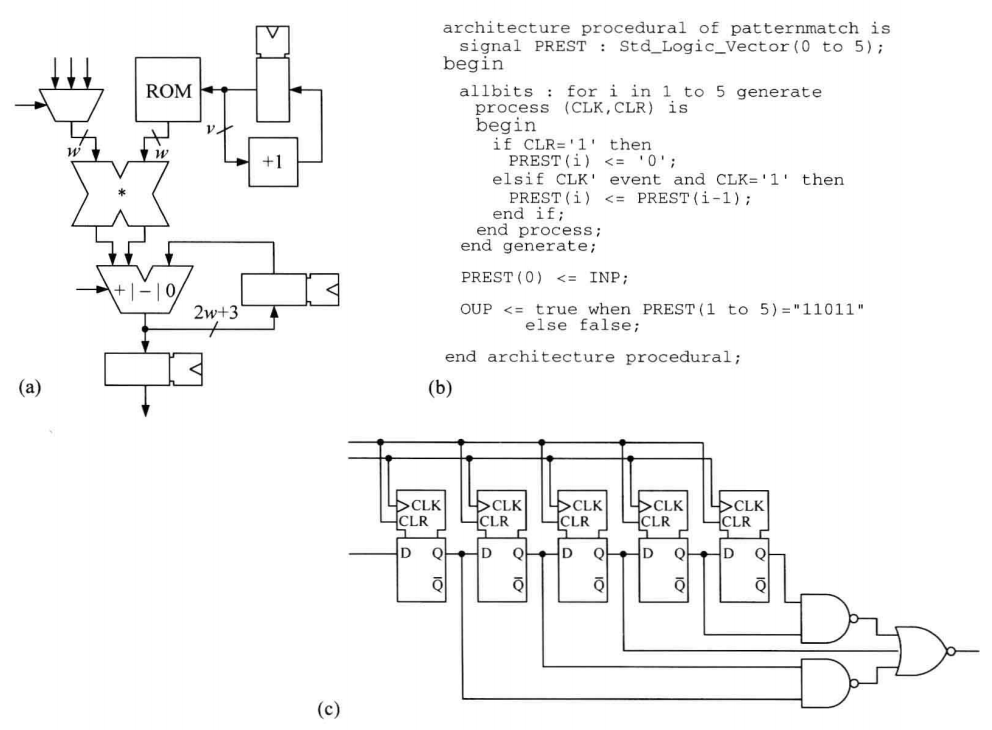 ROM
v
w
w
+1
*
+ | − | 0
2w+3
(a)
architecture procedural of patternmatch is
signal PREST : Std_Logic_Vector(0 to 5);
begin
allbits : for i in 1 to 5 generate
process (CLK,CLR) is
begin
if CLR='1' then
PREST(i) <= '0';
elsif CLK' event and CLK='1' then
PREST(i) <= PREST(i-1);
end if;
end process;
end generate;
PREST(0) <= INP;
OUP <= true when PREST(1 to 5)="11011"
else false;
end architecture procedural;
(b)
CLK CLK CLK CLK CLK
CLR CLR CLR CLR CLR
D Q D Q D Q D Q D Q
Q̅ Q̅ Q̅ Q̅ Q̅
(c)